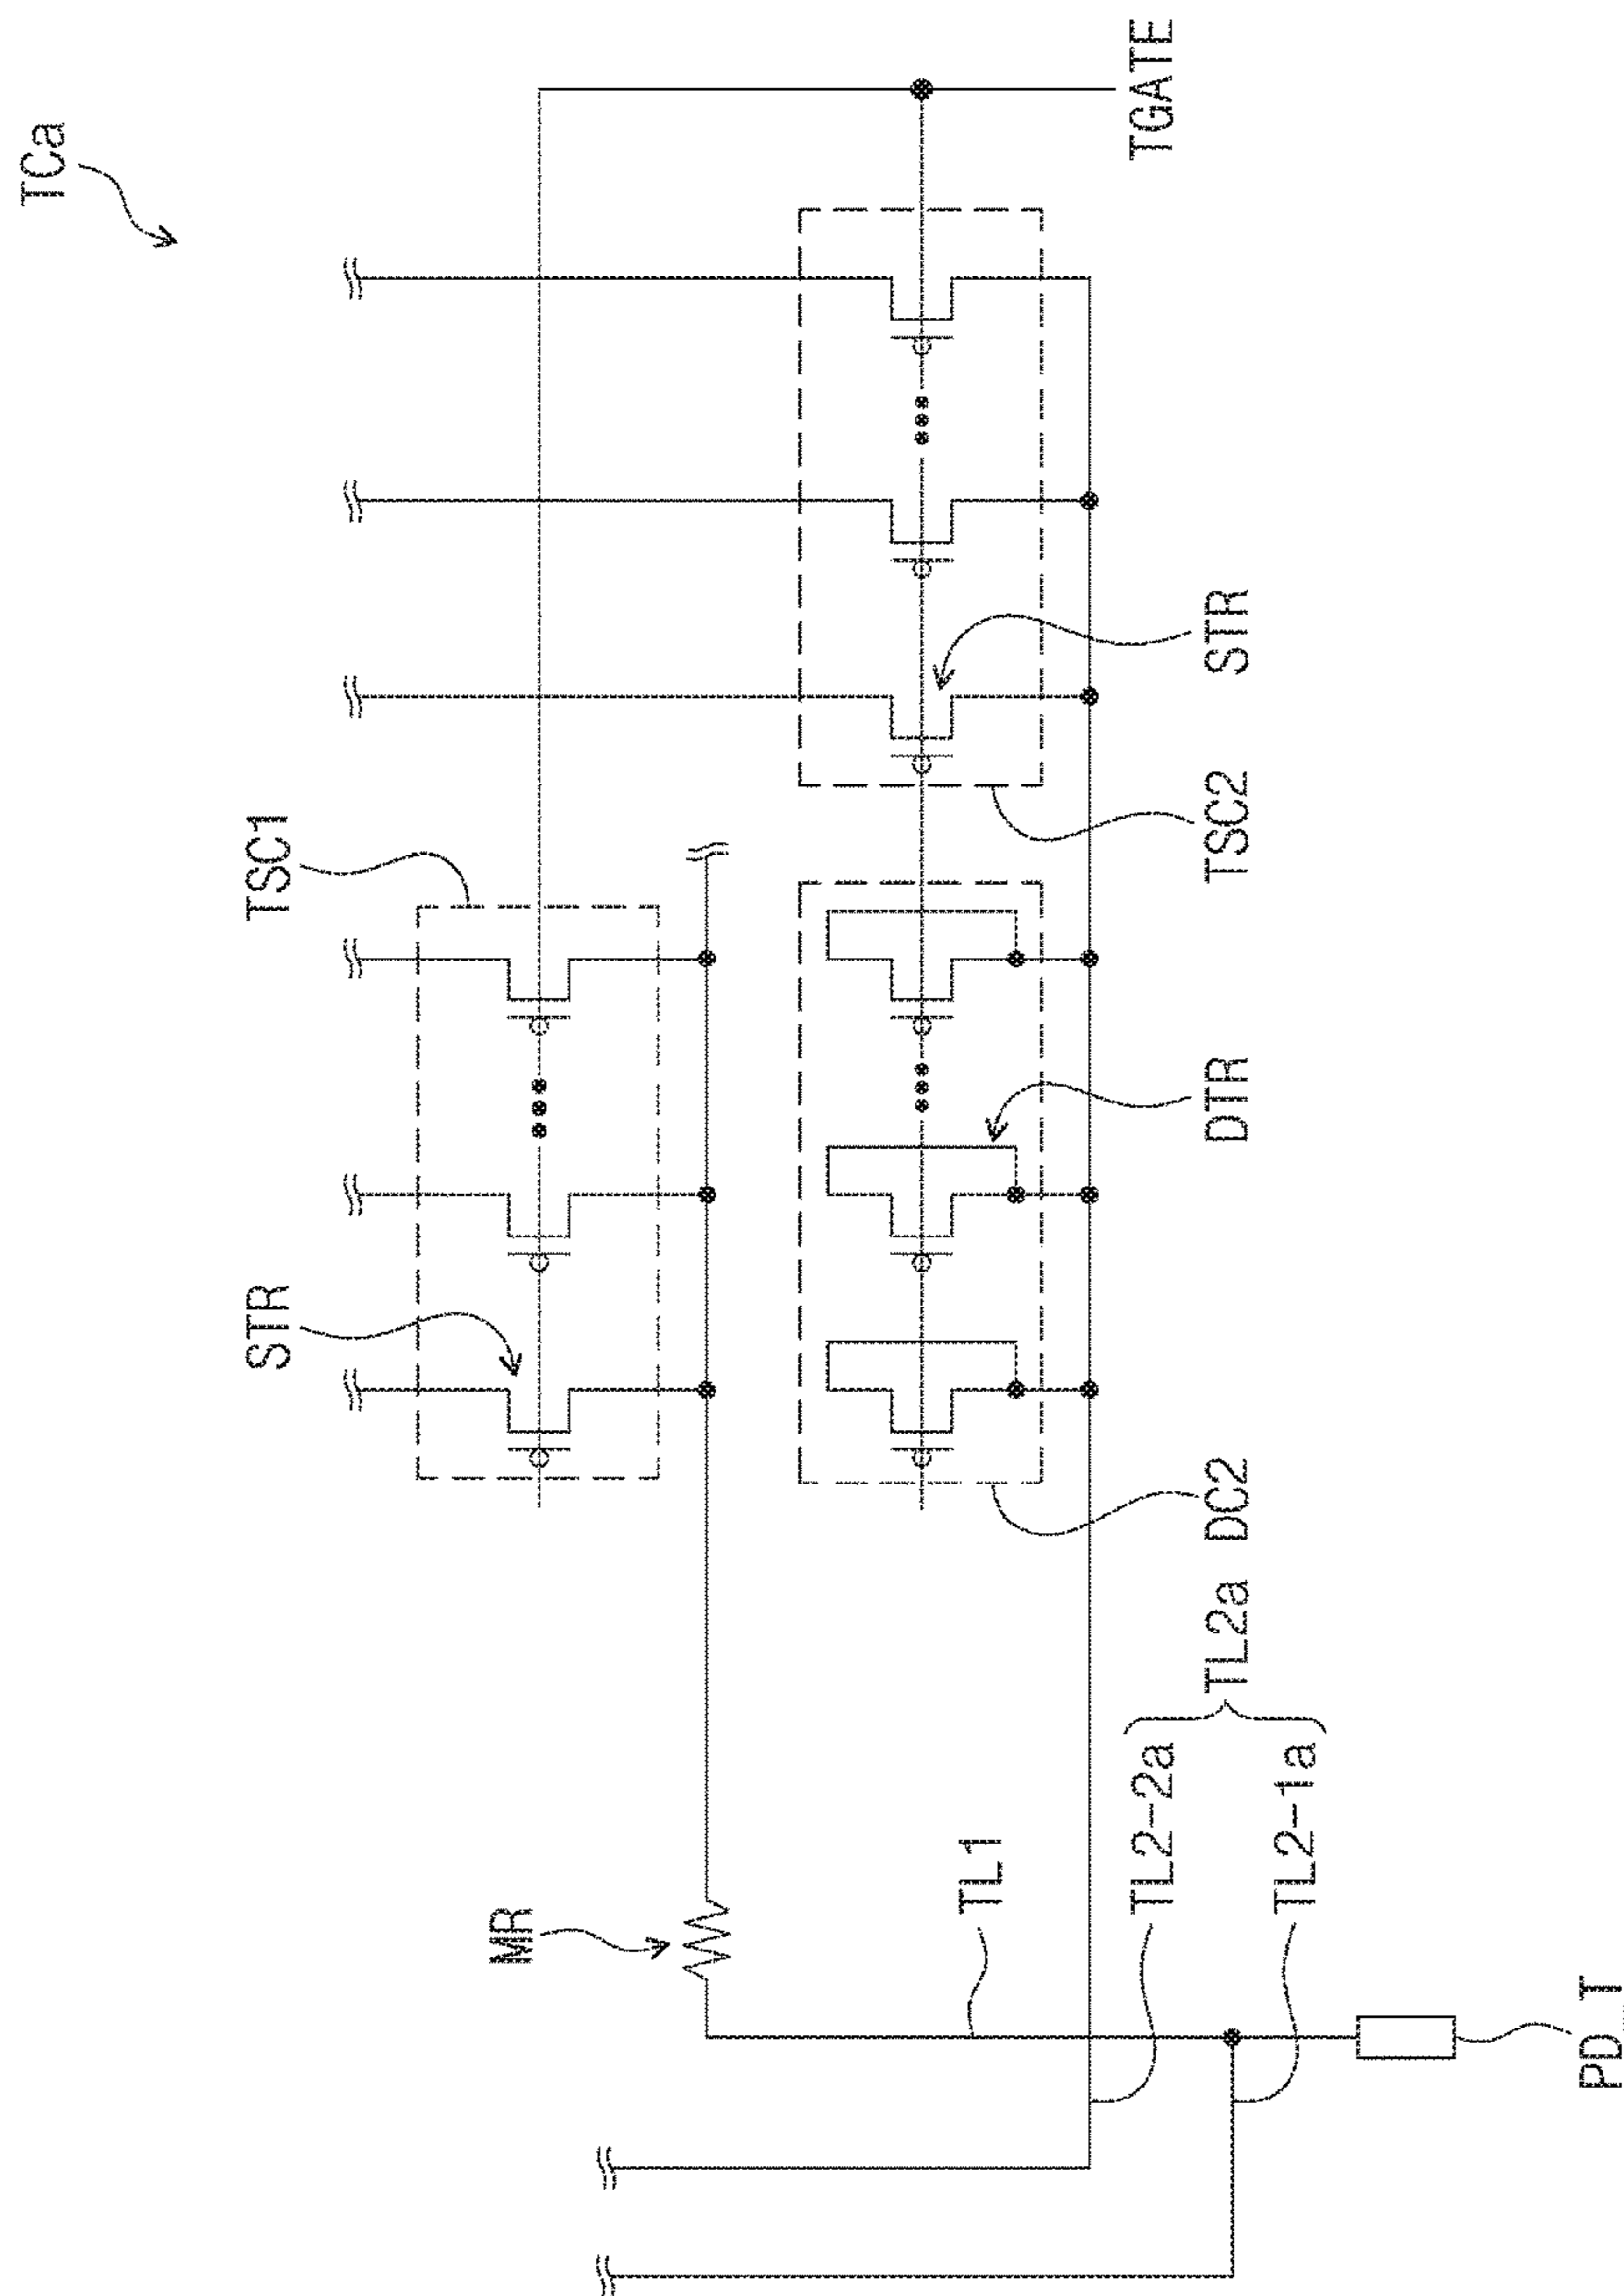 TCa
TGATE
TSC1
STR
STR
TSC2
DTR
DC2
TL2a
TL2-2a
TL2-1a
TL1
MR
PD_T